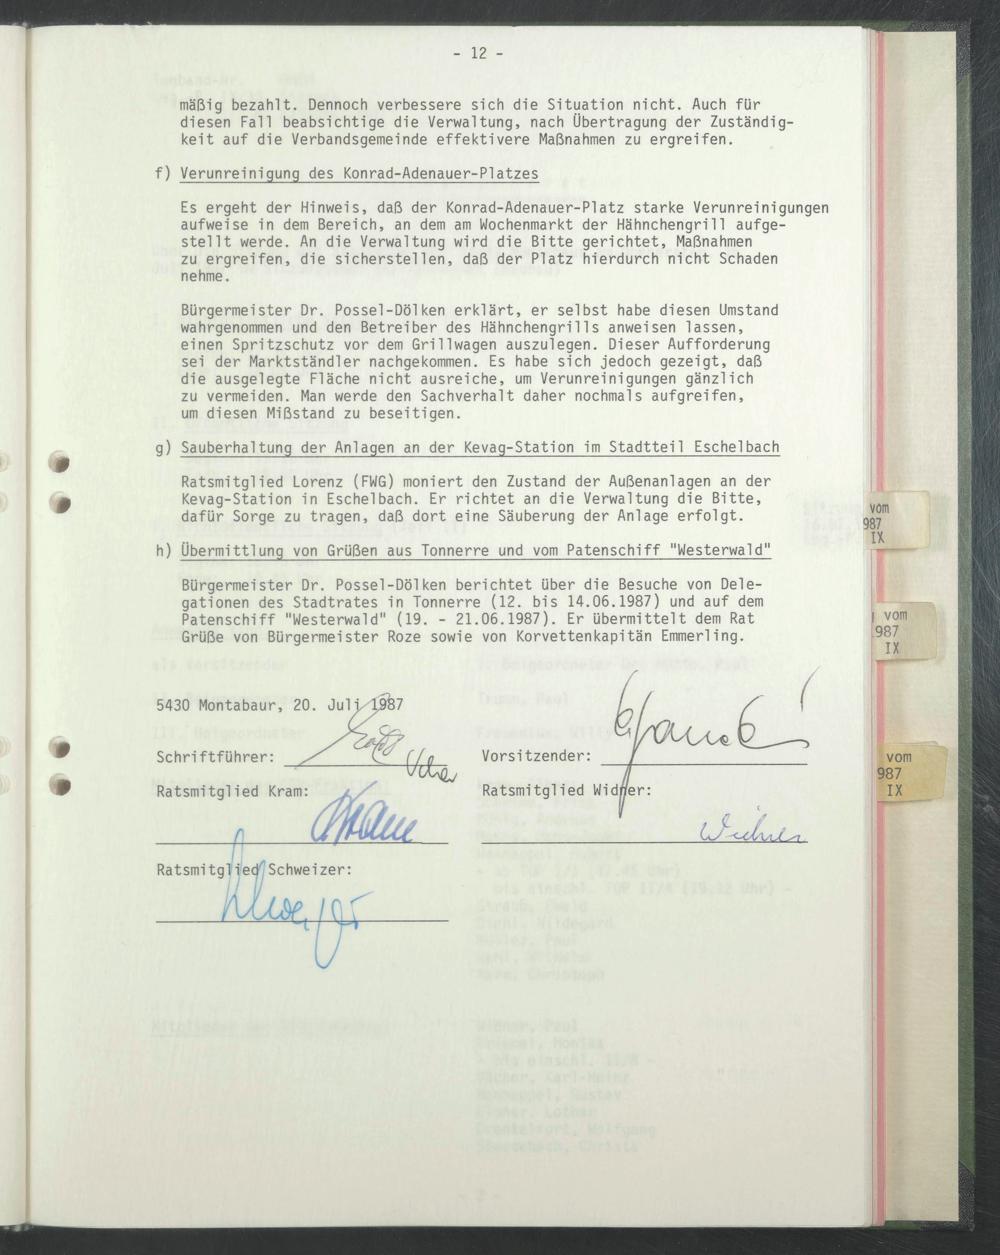 - 12 -
mäßig bezahlt. Dennoch verbessere sich die Situation nicht. Auch für
diesen Fall beabsichtige die Verwaltung, nach Übertragung der Zuständig-
keit auf die Verbandsgemeinde effektivere Maßnahmen zu ergreifen.
f) Verunreinigung des Konrad-Adenauer-Platzes
Es ergeht der Hinweis, daß der Konrad-Adenauer-Platz starke Verunreinigungen
aufweise in dem Bereich, an dem am Wochenmarkt der Hähnchengrill aufge-
stellt werde. An die Verwaltung wird die Bitte gerichtet, Maßnahmen
zu ergreifen, die sicherstellen, daß der Platz hierdurch nicht Schaden
nehme.
Bürgermeister Dr. Possel-Dölken erklärt, er selbst habe diesen Umstand
wahrgenommen und den Betreiber des Hähnchengrills anweisen lassen,
einen Spritzschutz vor dem Grillwagen auszulegen. Dieser Aufforderung
sei der Marktständler nachgekommen. Es habe sich jedoch gezeigt, daß
die ausgelegte Fläche nicht ausreiche, um Verunreinigungen gänzlich
zu vermeiden. Man werde den Sachverhalt daher nochmals aufgreifen,
um diesen Mißstand zu beseitigen.
g) Sauberhaltung der Anlagen an der Kevag-Station im Stadtteil Eschelbach
Ratsmitglied Lorenz (FWG) moniert den Zustand der Außenanlagen an der
Kevag-Station in Eschelbach. Er richtet an die Verwaltung die Bitte,
dafür Sorge zu tragen, daß dort eine Säuberung der Anlage erfolgt.
h) Übermittlung von Grüßen aus Tonnerre und vom Patenschiff "Westerwald"
Bürgermeister Dr. Possel-Dölken berichtet über die Besuche von Dele-
gationen des Stadtrates in Tonnerre (12. bis 14.06.1987) und auf dem
Patenschiff "Westerwald" (19. - 21.06.1987). Er übermittelt dem Rat
Grüße von Bürgermeister Roze sowie von Korvettenkapitän Emmerling.
5430 Montabaur, 20. Juli 1987
Schriftführer:
Vorsitzender:
Ratsmitglied Kram:
Ratsmitglied Widner:
Kram
Widner
Ratsmitglied Schweizer:
vom
987
IX
vom
987
IX
vom
987
IX